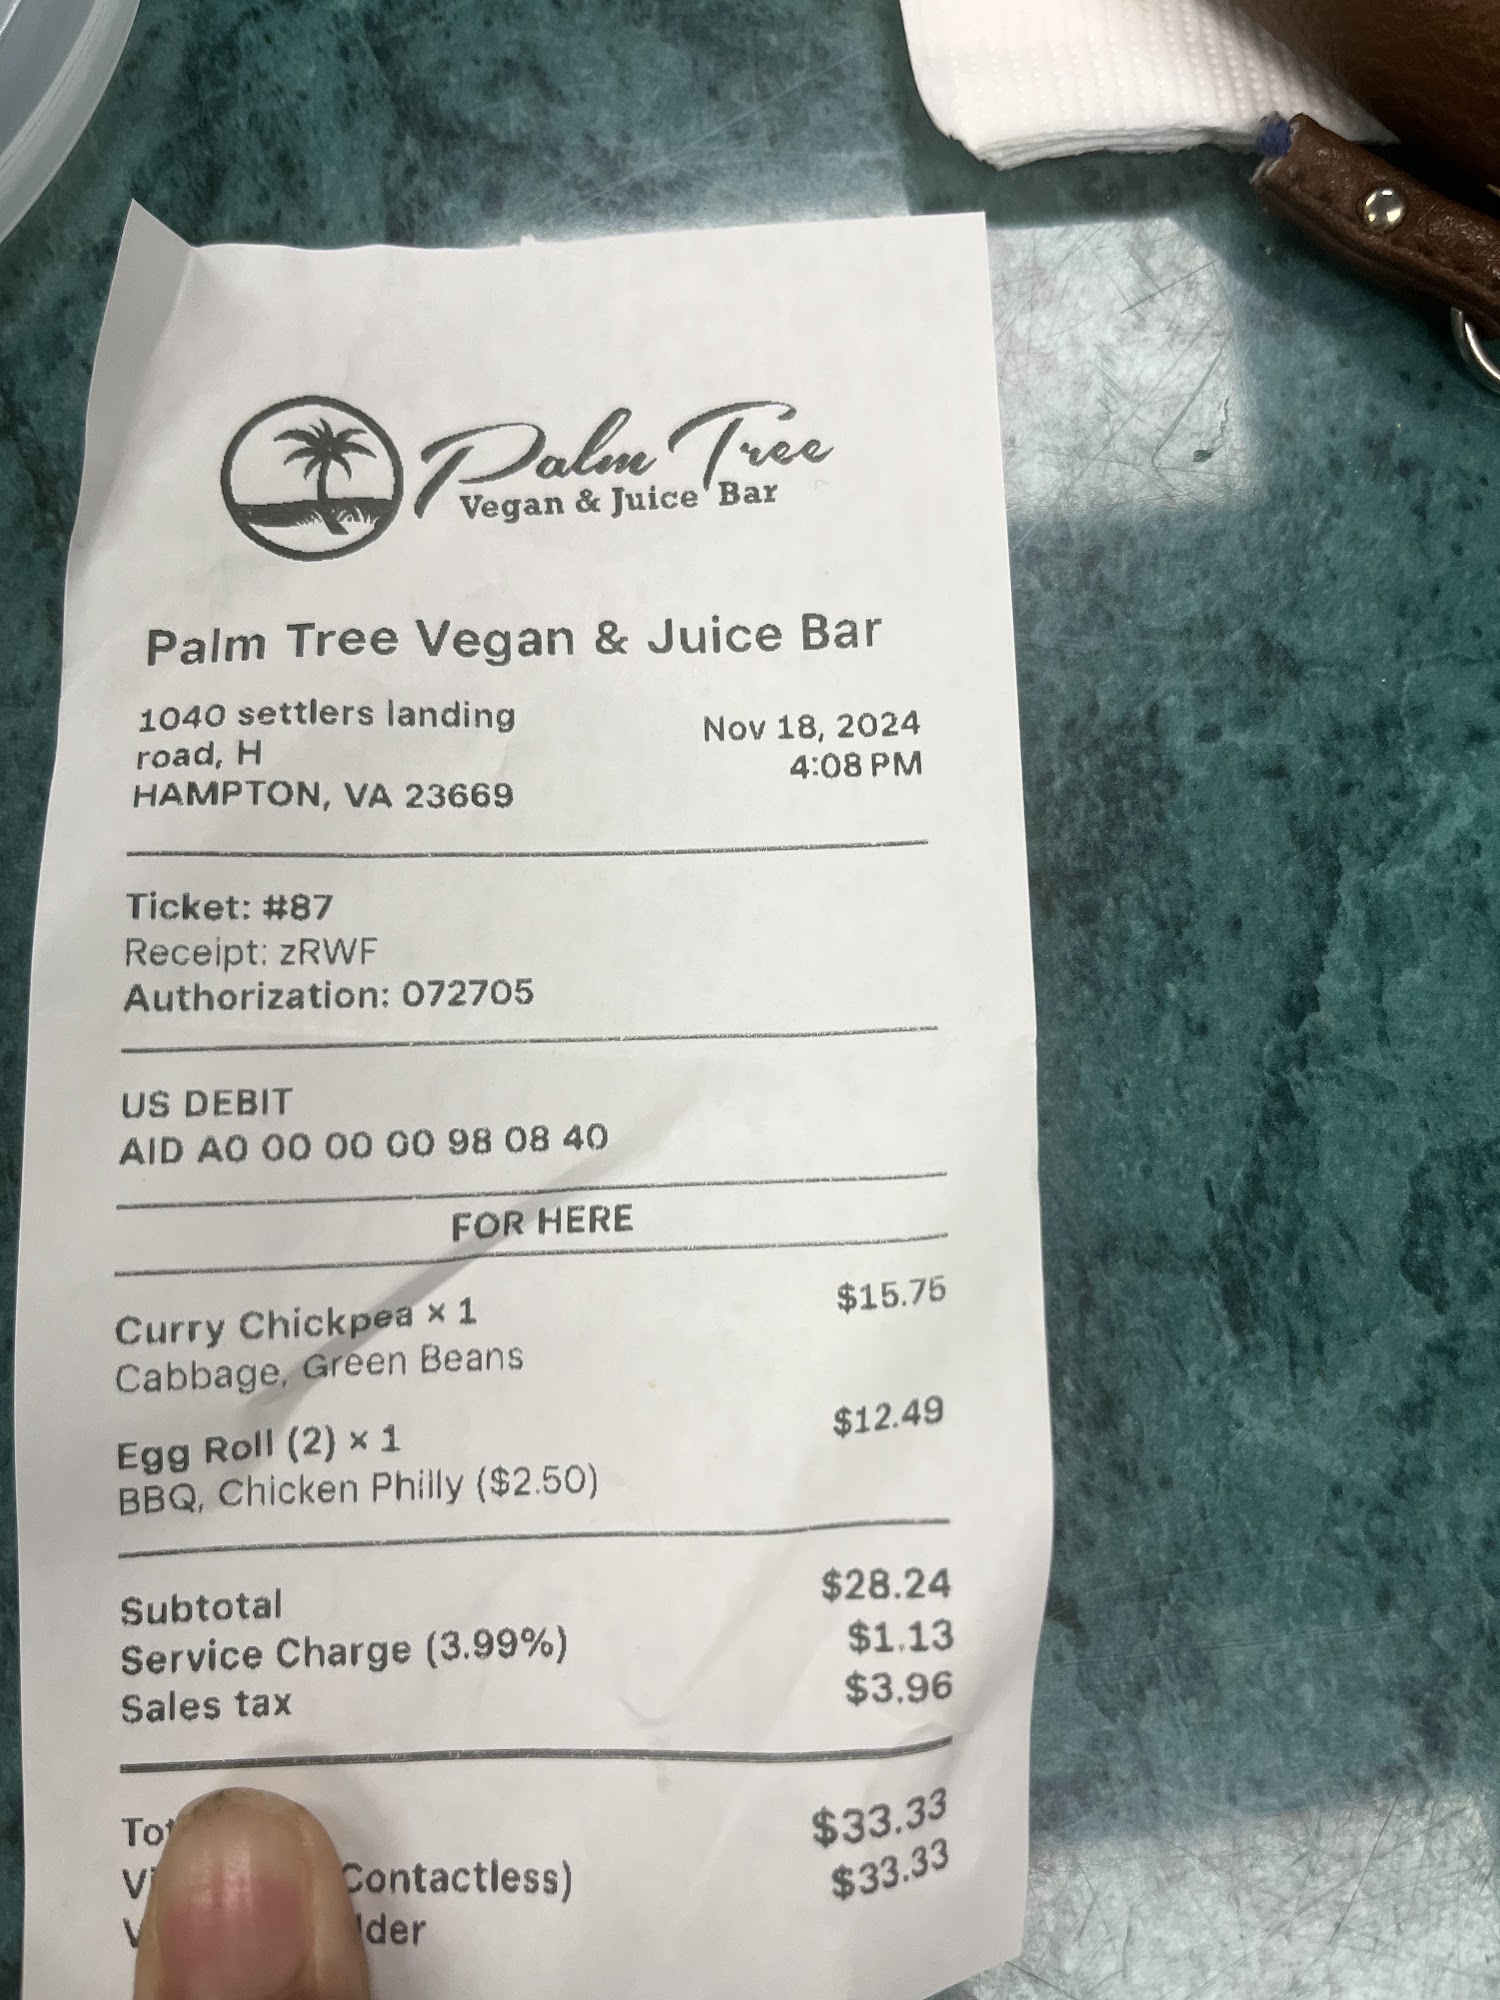 Palm Tree
Vegan & Juice Bar
Palm Tree Vegan & Juice Bar
1040 settlers landing
road, H
HAMPTON, VA 23669
Nov 18, 2024
4:08 PM
Ticket: #87
Receipt: zRWF
Authorization: 072705
US DEBIT
AID A0 00 00 00 98 08 40
FOR HERE
Curry Chickpea × 1 $15.75
Cabbage, Green Beans
Egg Roll (2) × 1 $12.49
BBQ, Chicken Philly ($2.50)
Subtotal $28.24
Service Charge (3.99%) $1.13
Sales tax $3.96
$33.33
Contactless) $33.33